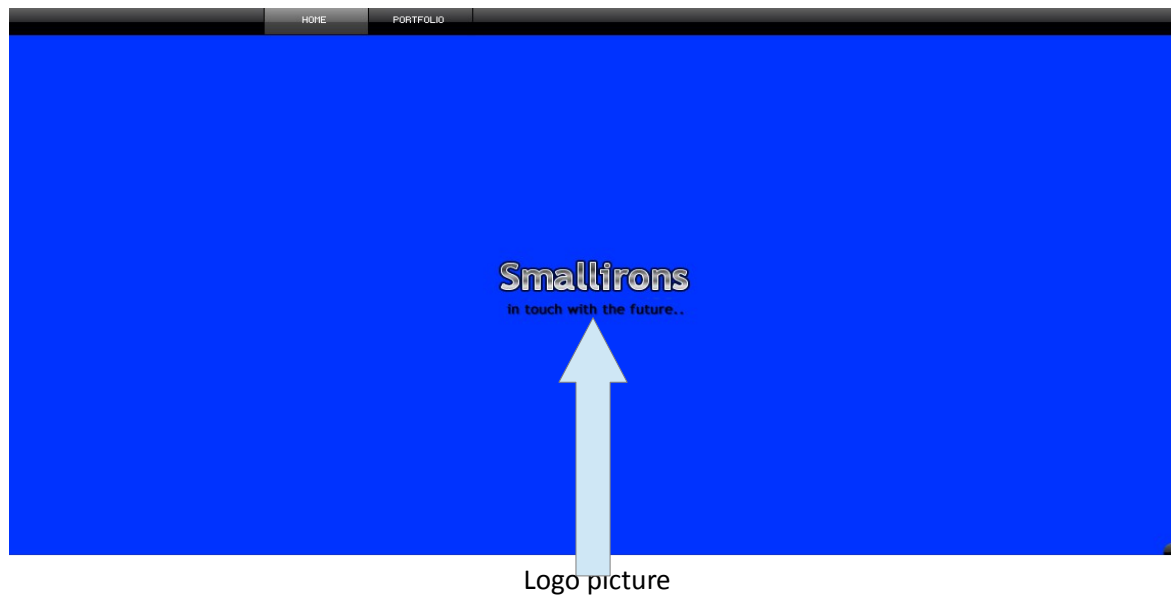 HOME PORTFOLIO
Smallirons
in touch with the future..
Logo picture